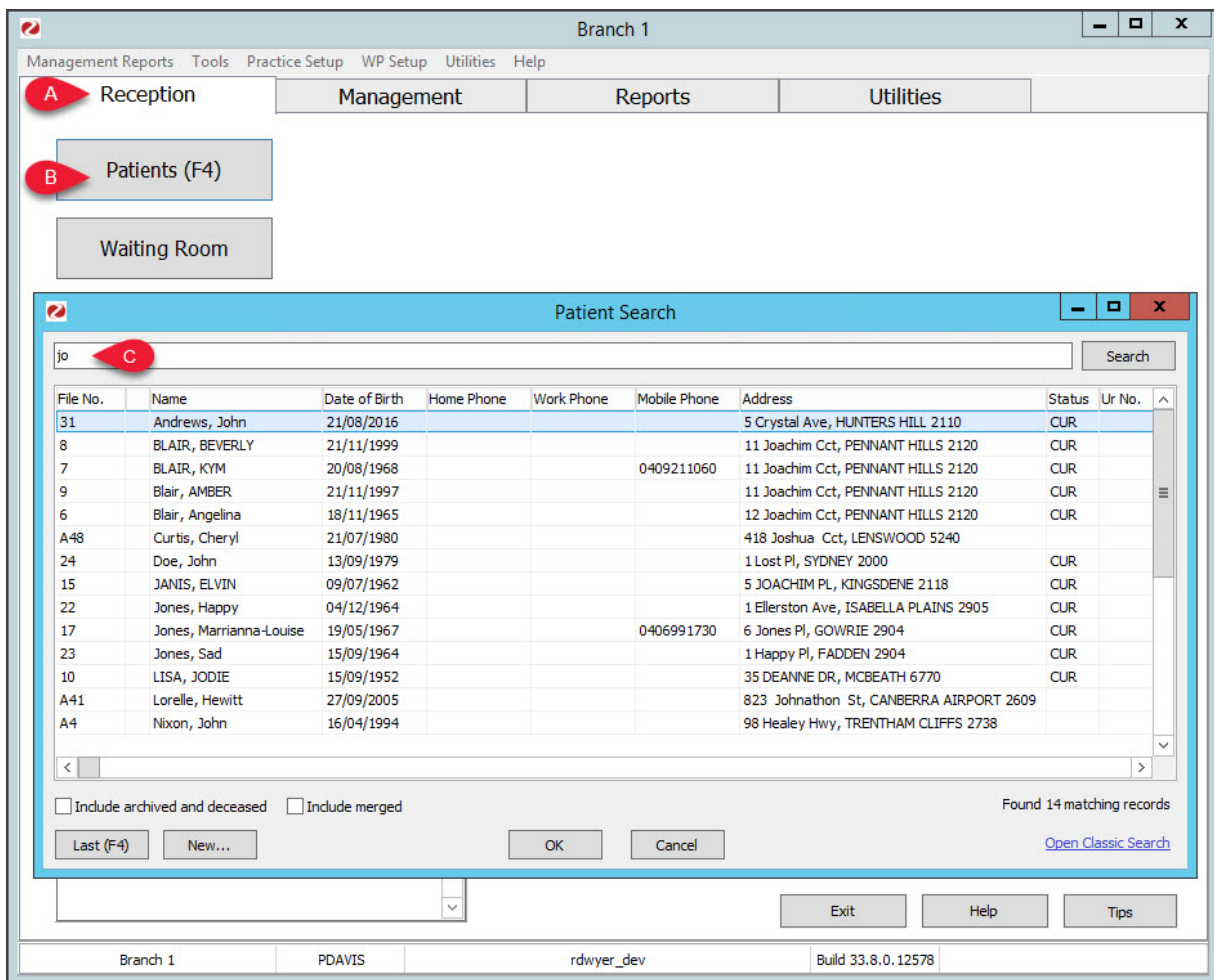 Branch 1
Management Reports Tools Practice Setup WP Setup Utilities Help
A Reception Management Reports Utilities
B Patients (F4)
Waiting Room
Patient Search
jo C Search
File No. Name Date of Birth Home Phone Work Phone Mobile Phone Address Status Ur No.
31 Andrews, John 21/08/2016 5 Crystal Ave, HUNTERS HILL 2110 CUR
8 BLAIR, BEVERLY 21/11/1999 11 Joachim Cct, PENNANT HILLS 2120 CUR
7 BLAIR, KYM 20/08/1968 0409211060 11 Joachim Cct, PENNANT HILLS 2120 CUR
9 Blair, AMBER 21/11/1997 11 Joachim Cct, PENNANT HILLS 2120 CUR
6 Blair, Angelina 18/11/1965 12 Joachim Cct, PENNANT HILLS 2120 CUR
A48 Curtis, Cheryl 21/07/1980 418 Joshua Cct, LENSWOOD 5240
24 Doe, John 13/09/1979 1 Lost Pl, SYDNEY 2000 CUR
15 JANIS, ELVIN 09/07/1962 5 JOACHIM PL, KINGSDENE 2118 CUR
22 Jones, Happy 04/12/1964 1 Ellerston Ave, ISABELLA PLAINS 2905 CUR
17 Jones, Marrianna-Louise 19/05/1967 0406991730 6 Jones Pl, GOWRIE 2904 CUR
23 Jones, Sad 15/09/1964 1 Happy Pl, FADDEN 2904 CUR
10 LISA, JODIE 15/09/1952 35 DEANNE DR, MCBEATH 6770 CUR
A41 Lorelle, Hewitt 27/09/2005 823 Johnathon St, CANBERRA AIRPORT 2609
A4 Nixon, John 16/04/1994 98 Healey Hwy, TRENTHAM CLIFFS 2738
Include archived and deceased Include merged Found 14 matching records
Last (F4) New... OK Cancel Open Classic Search
Exit Help Tips
Branch 1 PDAVIS rdwyer_dev Build 33.8.0.12578